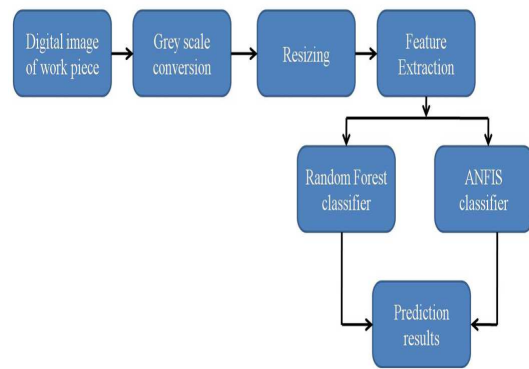 Digital image
of work piece
Grey scale
conversion
Resizing
Feature
Extraction
Random Forest
classifier
ANFIS
classifier
Prediction
results